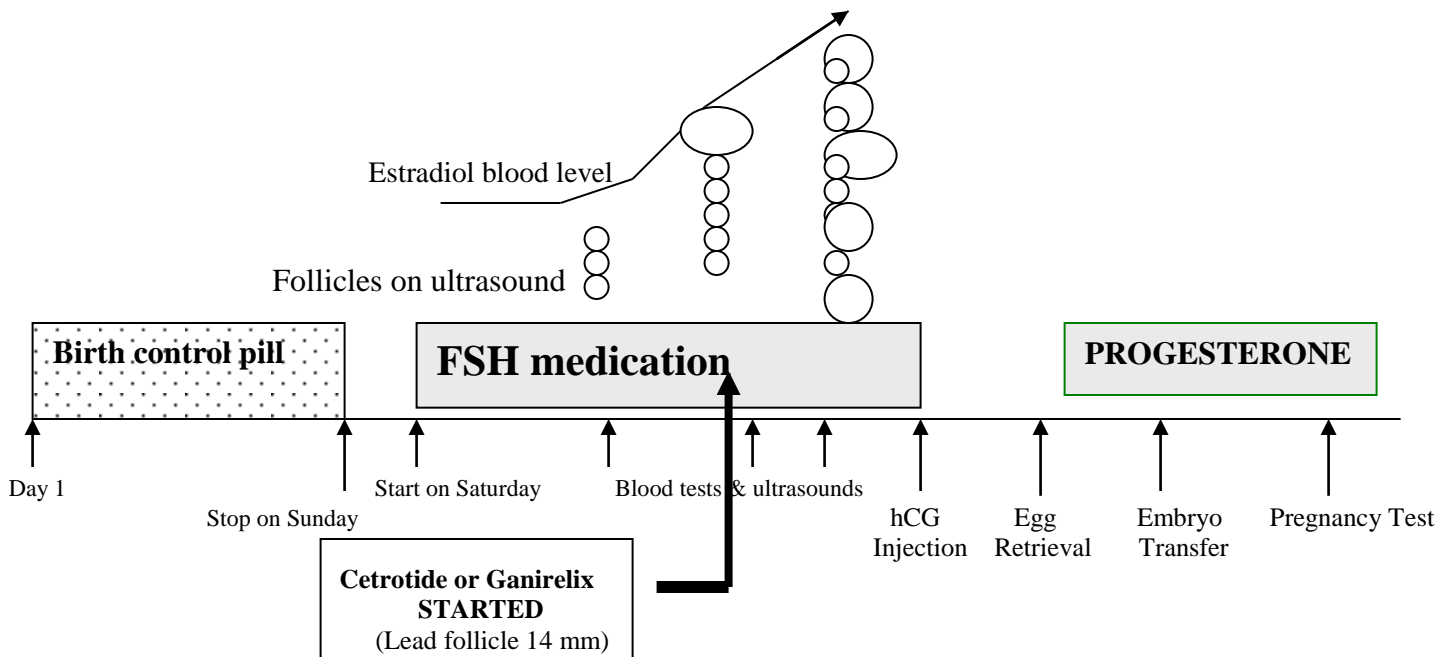 Estradiol blood level
Follicles on ultrasound
Birth control pill
FSH medication
PROGESTERONE
Day 1
Stop on Sunday
Start on Saturday
Blood tests & ultrasounds
hCG
Injection
Egg
Retrieval
Embryo
Transfer
Pregnancy Test
Cetrotide or Ganirelix
STARTED
(Lead follicle 14 mm)